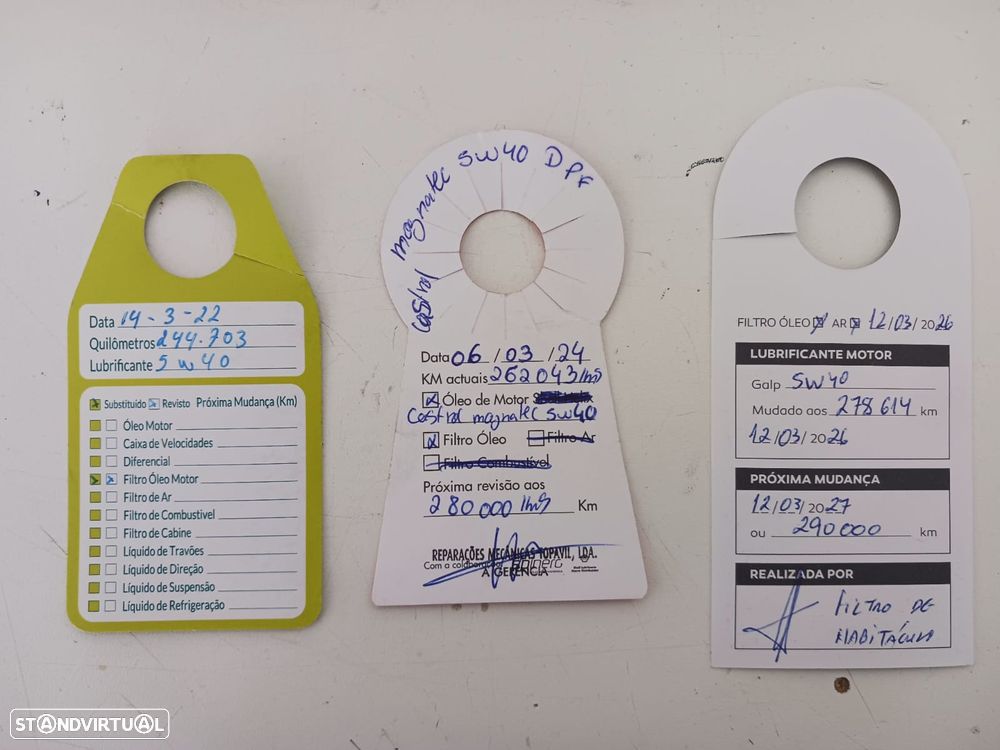 Data 14-3-22
Quilômetros 244.703
Lubrificante 5w40
Substituído Revisto Próxima Mudança (Km)
Óleo Motor
Caixa de Velocidades
Diferencial
Filtro Óleo Motor
Filtro de Ar
Filtro de Combustivel
Filtro de Cabine
Líquido de Travões
Líquido de Direção
Líquido de Suspensão
Líquido de Refrigeração
Castrol magnatec 5w40 DPF
Data 06/03/24
KM actuais 262043
Óleo de Motor
Castrol magnatec 5w40
Filtro Óleo Filtro Ar
Filtro Combustível
Próxima revisão aos
280000 Km
REPARAÇÕES MECÂNICAS TOPAVIL, LDA.
Com a colaboração
A GERÊNCIA
FILTRO ÓLEO AR 12/03/2026
LUBRIFICANTE MOTOR
Galp 5W40
Mudado aos 278614 km
12/03/2026
PRÓXIMA MUDANÇA
12/03/2027
ou 290000 km
REALIZADA POR
FILTRO DE
HABITÁCULO
STANDVIRTUAL